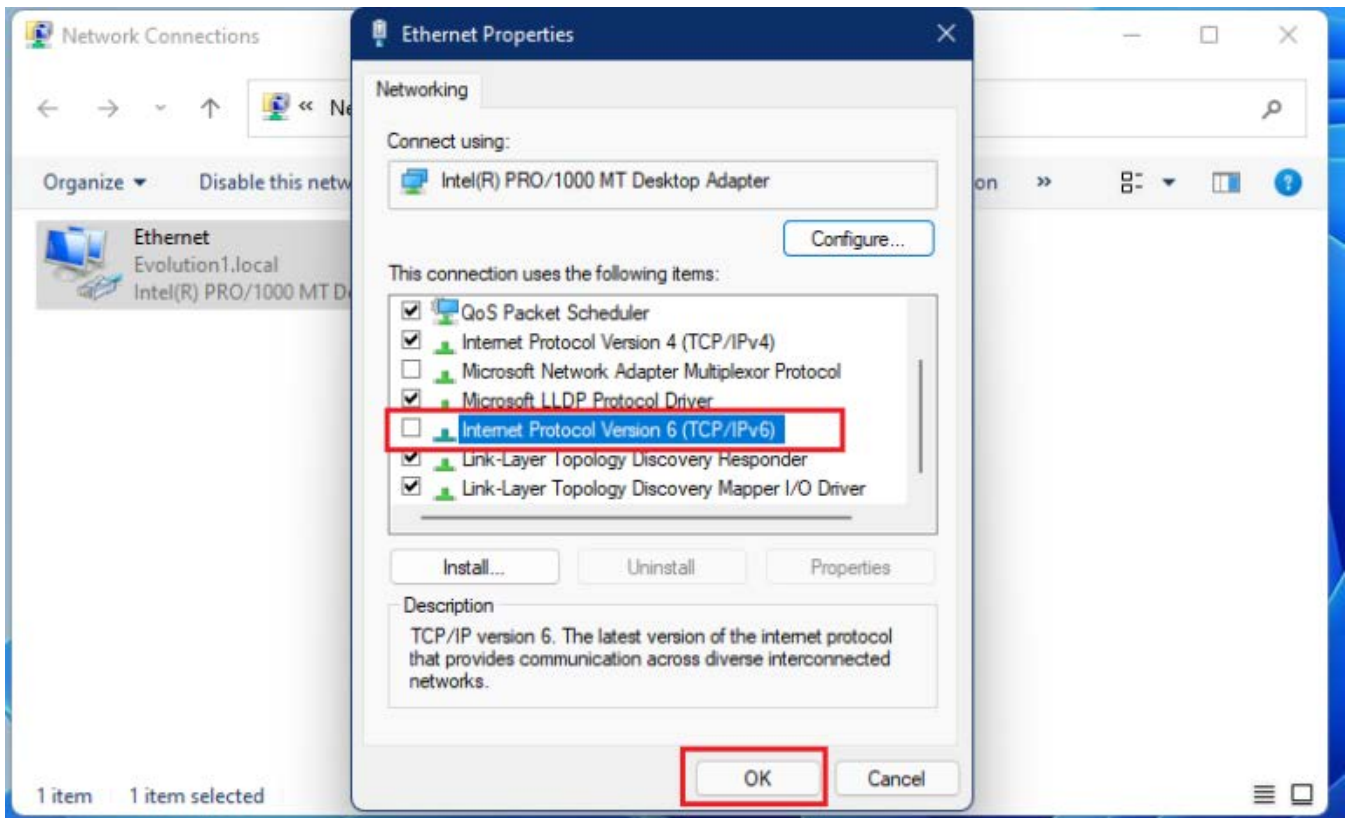 Network Connections
Ethernet Properties
« Ne
Networking
Connect using:
Intel(R) PRO/1000 MT Desktop Adapter
Organize
Disable this netw
on »
Configure...
Ethernet
Evolution1.local
Intel(R) PRO/1000 MT D
This connection uses the following items:
QoS Packet Scheduler
Internet Protocol Version 4 (TCP/IPv4)
Microsoft Network Adapter Multiplexor Protocol
Microsoft LLDP Protocol Driver
Internet Protocol Version 6 (TCP/IPv6)
Link-Layer Topology Discovery Responder
Link-Layer Topology Discovery Mapper I/O Driver
Install...
Uninstall
Properties
Description
TCP/IP version 6. The latest version of the internet protocol
that provides communication across diverse interconnected
networks.
OK
Cancel
1 item
1 item selected